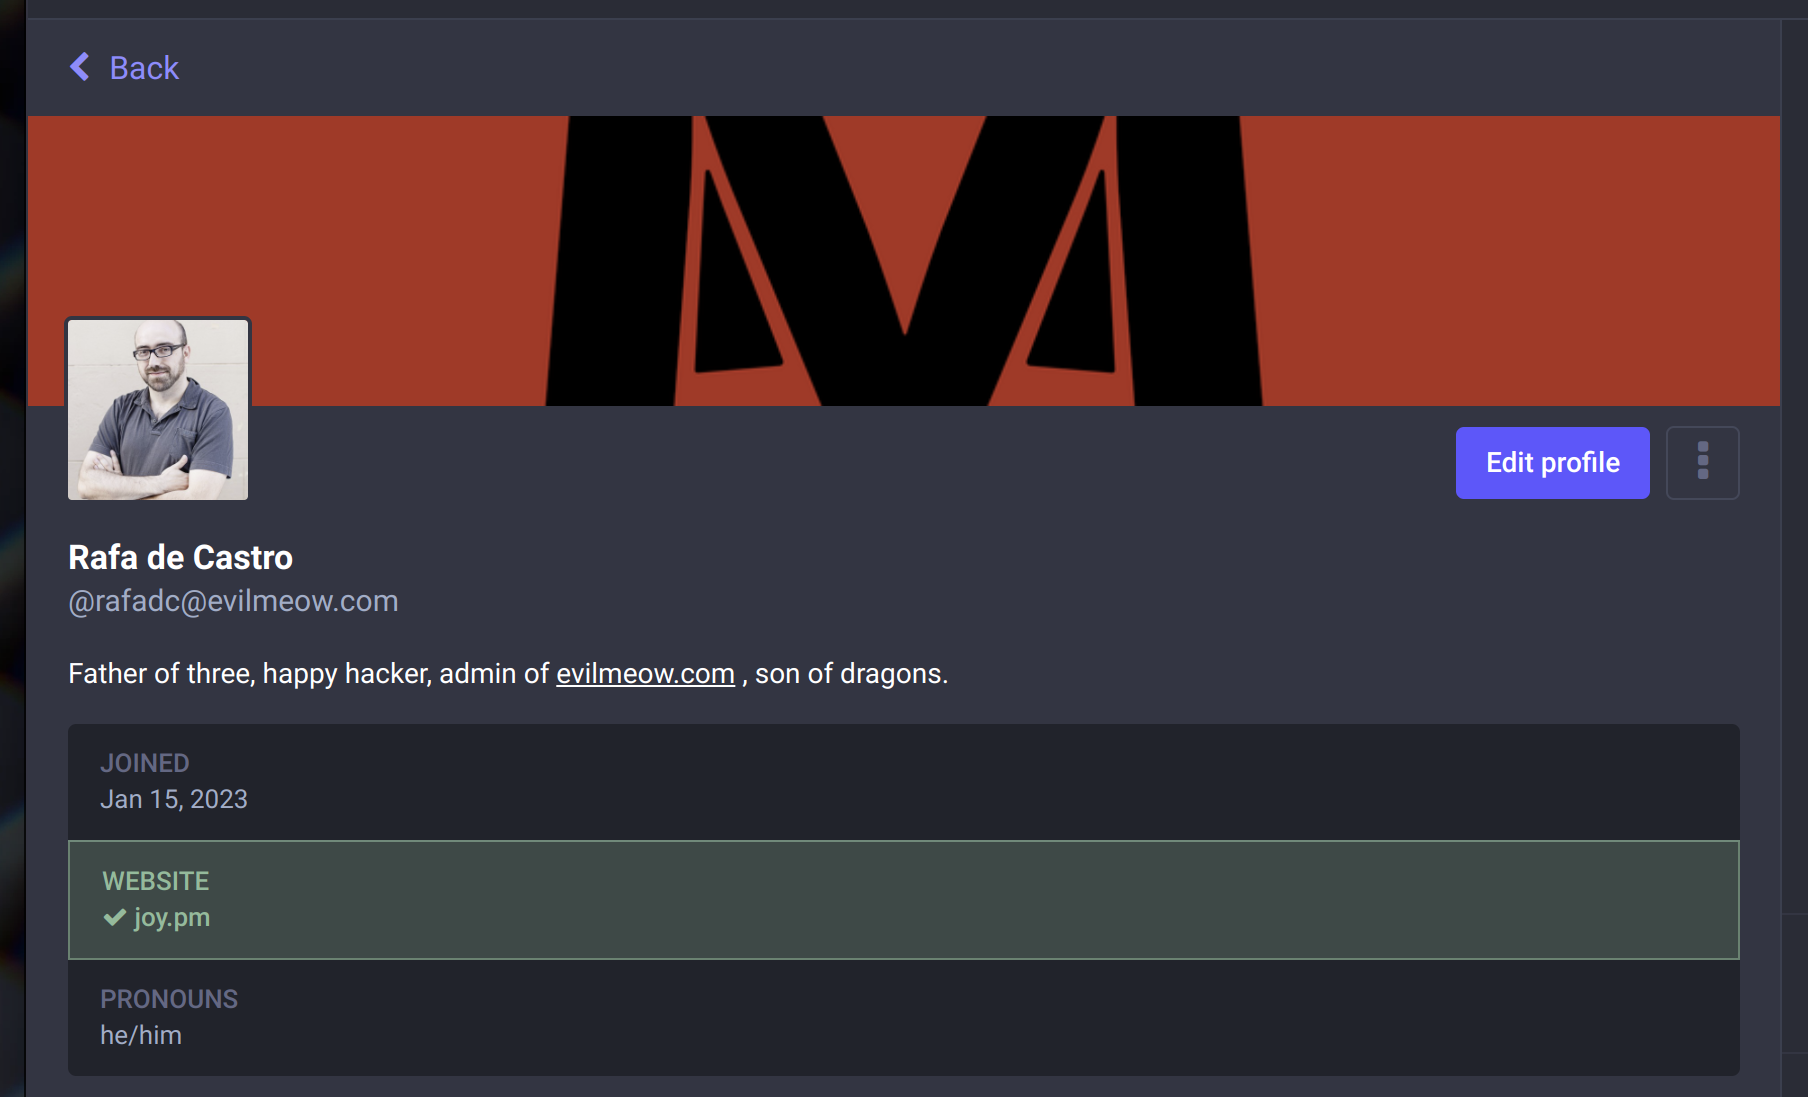 Back
Edit profile
Rafa de Castro
@rafadc@evilmeow.com
Father of three, happy hacker, admin of evilmeow.com , son of dragons.
JOINED
Jan 15, 2023
WEBSITE
joy.pm
PRONOUNS
he/him